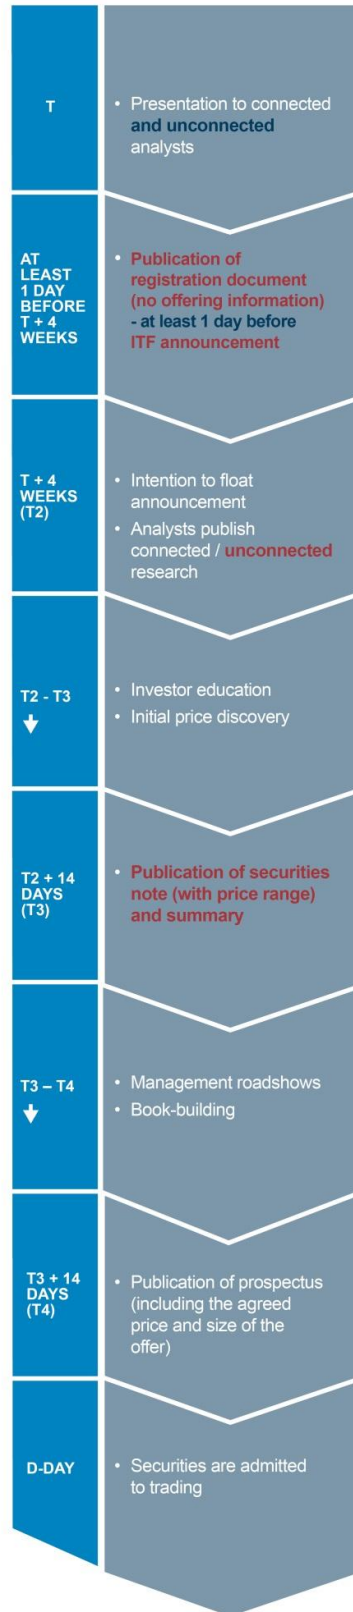 T
• Presentation to connected
and unconnected
analysts
AT
LEAST
1 DAY
BEFORE
T + 4
WEEKS
• Publication of
registration document
(no offering information)
- at least 1 day before
ITF announcement
T + 4
WEEKS
(T2)
• Intention to float
announcement
• Analysts publish
connected / unconnected
research
T2 - T3
• Investor education
• Initial price discovery
T2 + 14
DAYS
(T3)
• Publication of securities
note (with price range)
and summary
T3 – T4
• Management roadshows
• Book-building
T3 + 14
DAYS
(T4)
• Publication of prospectus
(including the agreed
price and size of the
offer)
D-DAY
• Securities are admitted
to trading